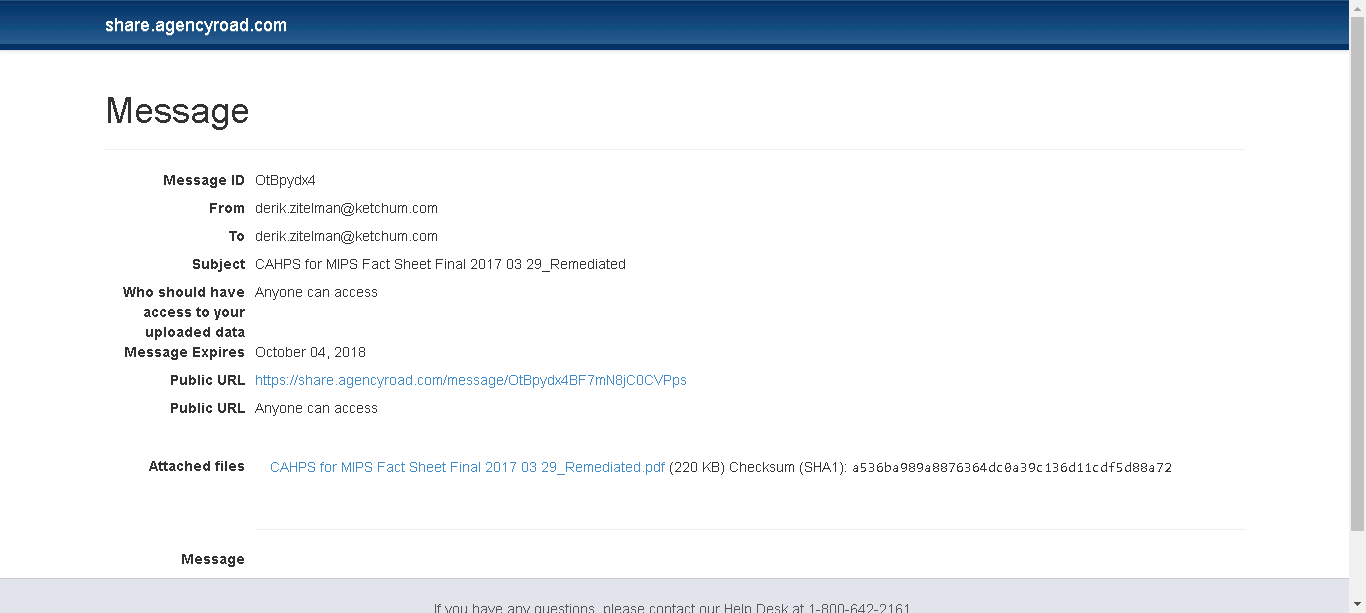 share.agencyroad.com
Message
Message ID OtBpydx4
From derik.zitelman@ketchum.com
To derik.zitelman@ketchum.com
Subject CAHPS for MIPS Fact Sheet Final 2017 03 29_Remediated
Who should have access to your uploaded data Anyone can access
Message Expires October 04, 2018
Public URL https://share.agencyroad.com/message/OtBpydx4BF7mN8jC0CVPps
Public URL Anyone can access
Attached files CAHPS for MIPS Fact Sheet Final 2017 03 29_Remediated.pdf (220 KB) Checksum (SHA1): a536ba989a8876364dc0a39c136d11cdf5d88a72
Message
If you have any questions, please contact our Help Desk at 1-800-642-2161